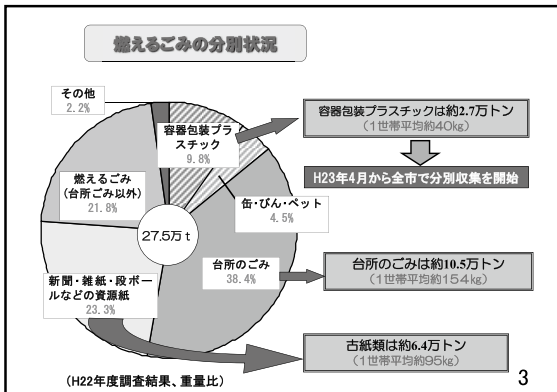 燃えるごみの分別状況
その他
2.2%
容器包装プラ
スチック
9.8%
容器包装プラスチックは約2.7万トン
(1世帯平均約40kg)
H23年4月から全市で分別収集を開始
燃えるごみ
(台所ごみ以外)
21.8%
缶・びん・ペット
4.5%
27.5万t
台所のごみ
38.4%
台所のごみは約10.5万トン
(1世帯平均約154kg)
新聞・雑紙・段ボー
ルなどの資源紙
23.3%
古紙類は約6.4万トン
(1世帯平均約95kg)
(H22年度調査結果、重量比)
3